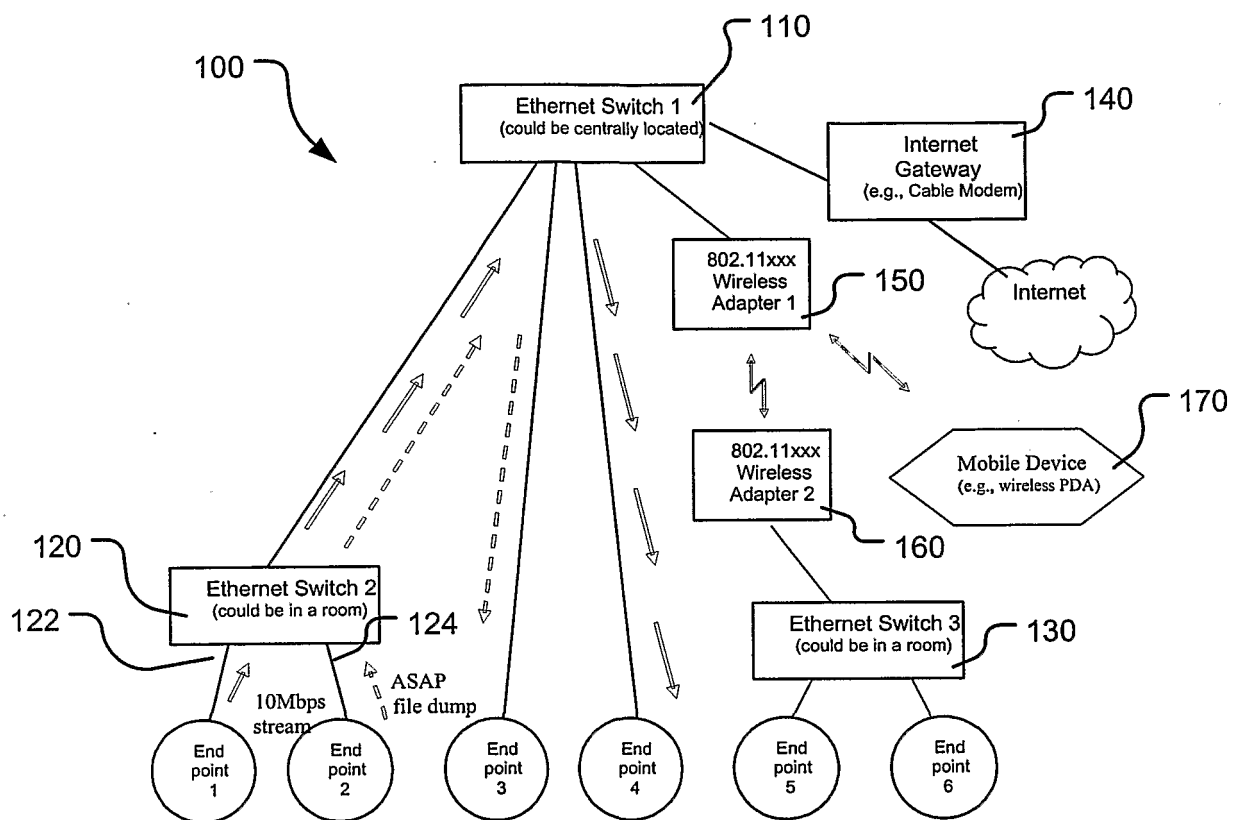 110
100
Ethernet Switch 1
(could be centrally located)
140
Internet
Gateway
(e.g., Cable Modem)
802.11xxx
Wireless
Adapter 1
150
Internet
170
802.11xxx
Wireless
Adapter 2
Mobile Device
(e.g., wireless PDA)
160
120
Ethernet Switch 2
(could be in a room)
122
124
Ethernet Switch 3
(could be in a room)
130
10Mbps
stream
ASAP
file dump
End
point
1
End
point
2
End
point
3
End
point
4
End
point
5
End
point
6